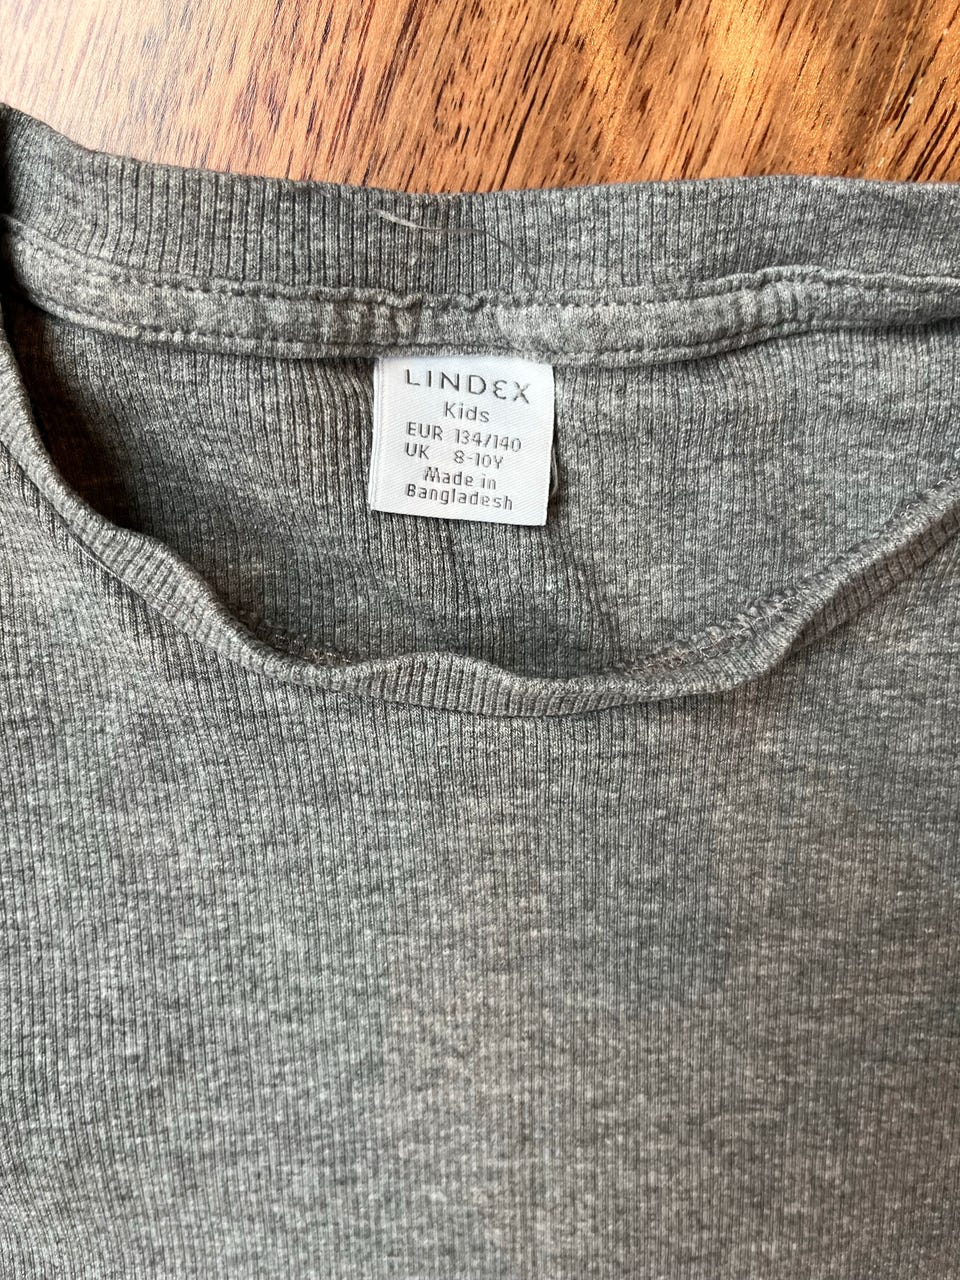 LINDEX
Kids
EUR 134/140
UK 8-10Y
Made in
Bangladesh